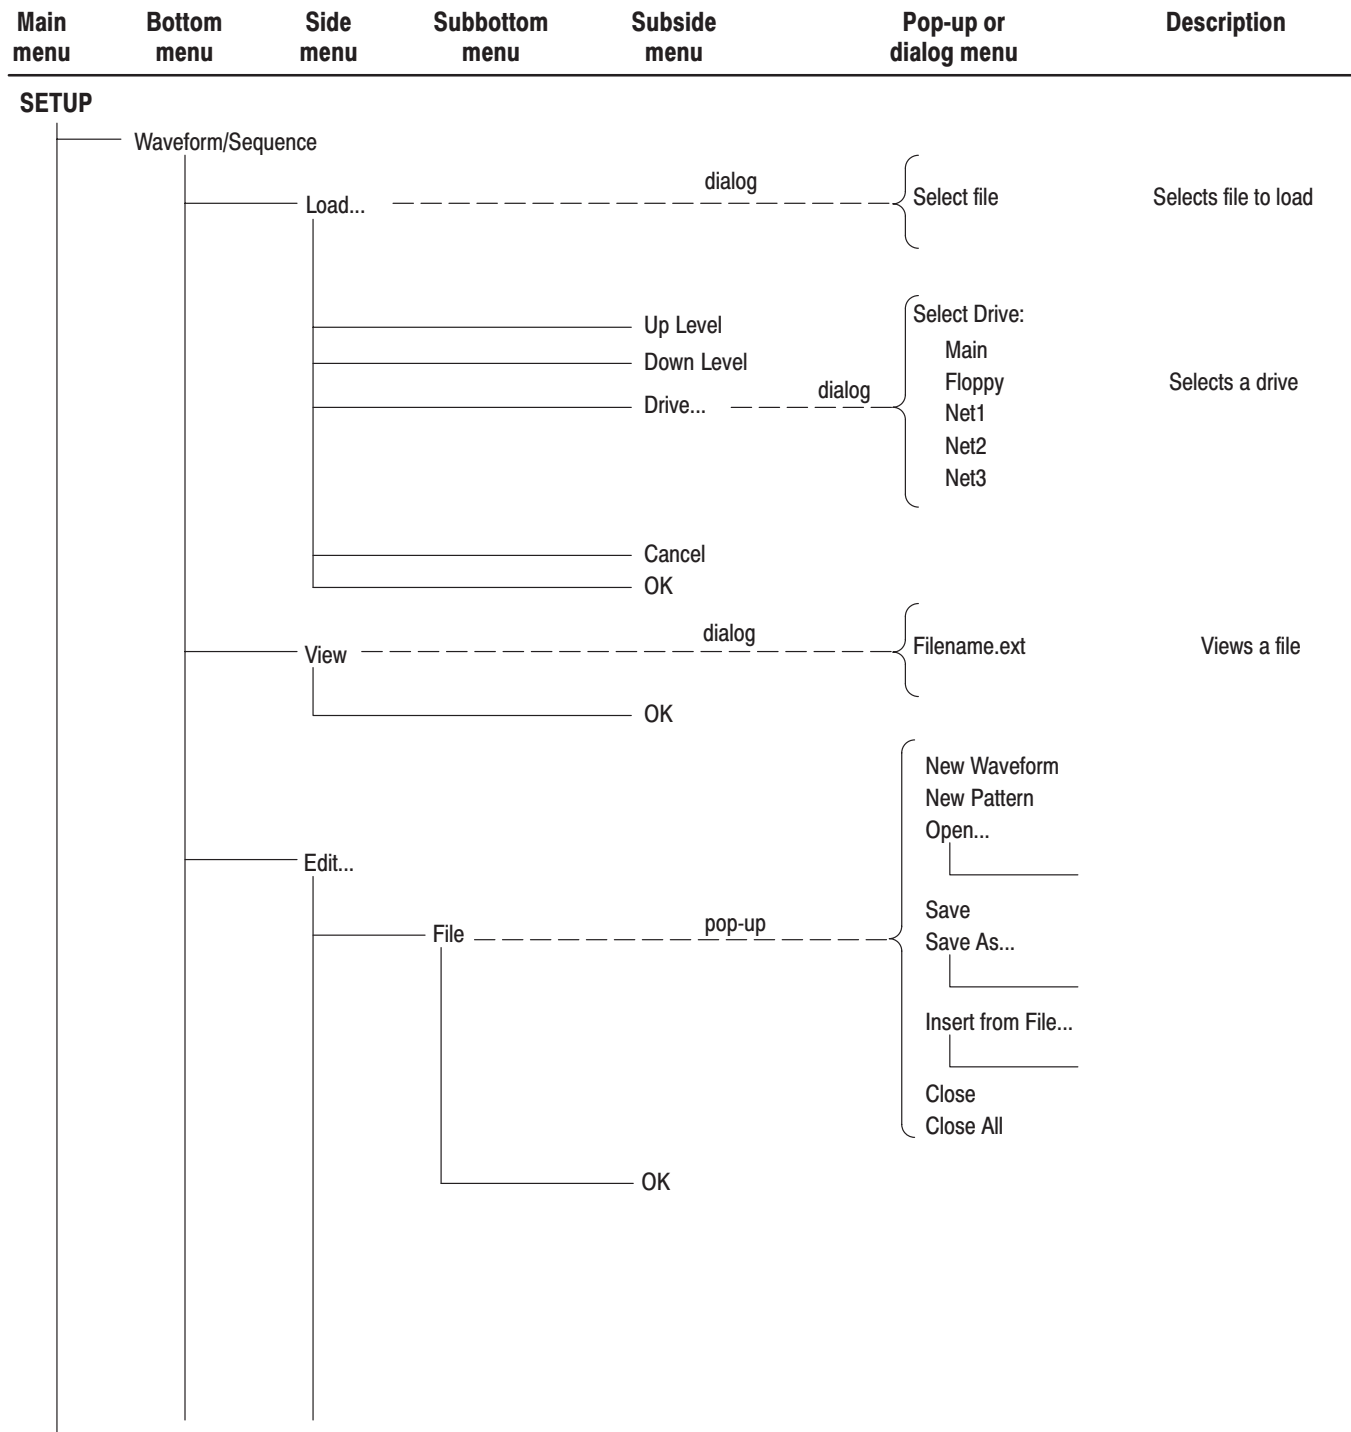 Main menu
Bottom menu
Side menu
Subbottom menu
Subside menu
Pop-up or dialog menu
Description
SETUP
Waveform/Sequence
Load...
dialog
Select file
Selects file to load
Up Level
Down Level
Drive...
dialog
Select Drive:
Main
Floppy
Net1
Net2
Net3
Selects a drive
Cancel
OK
View
dialog
Filename.ext
Views a file
OK
Edit...
File
pop-up
New Waveform
New Pattern
Open...
Save
Save As...
Insert from File...
Close
Close All
OK